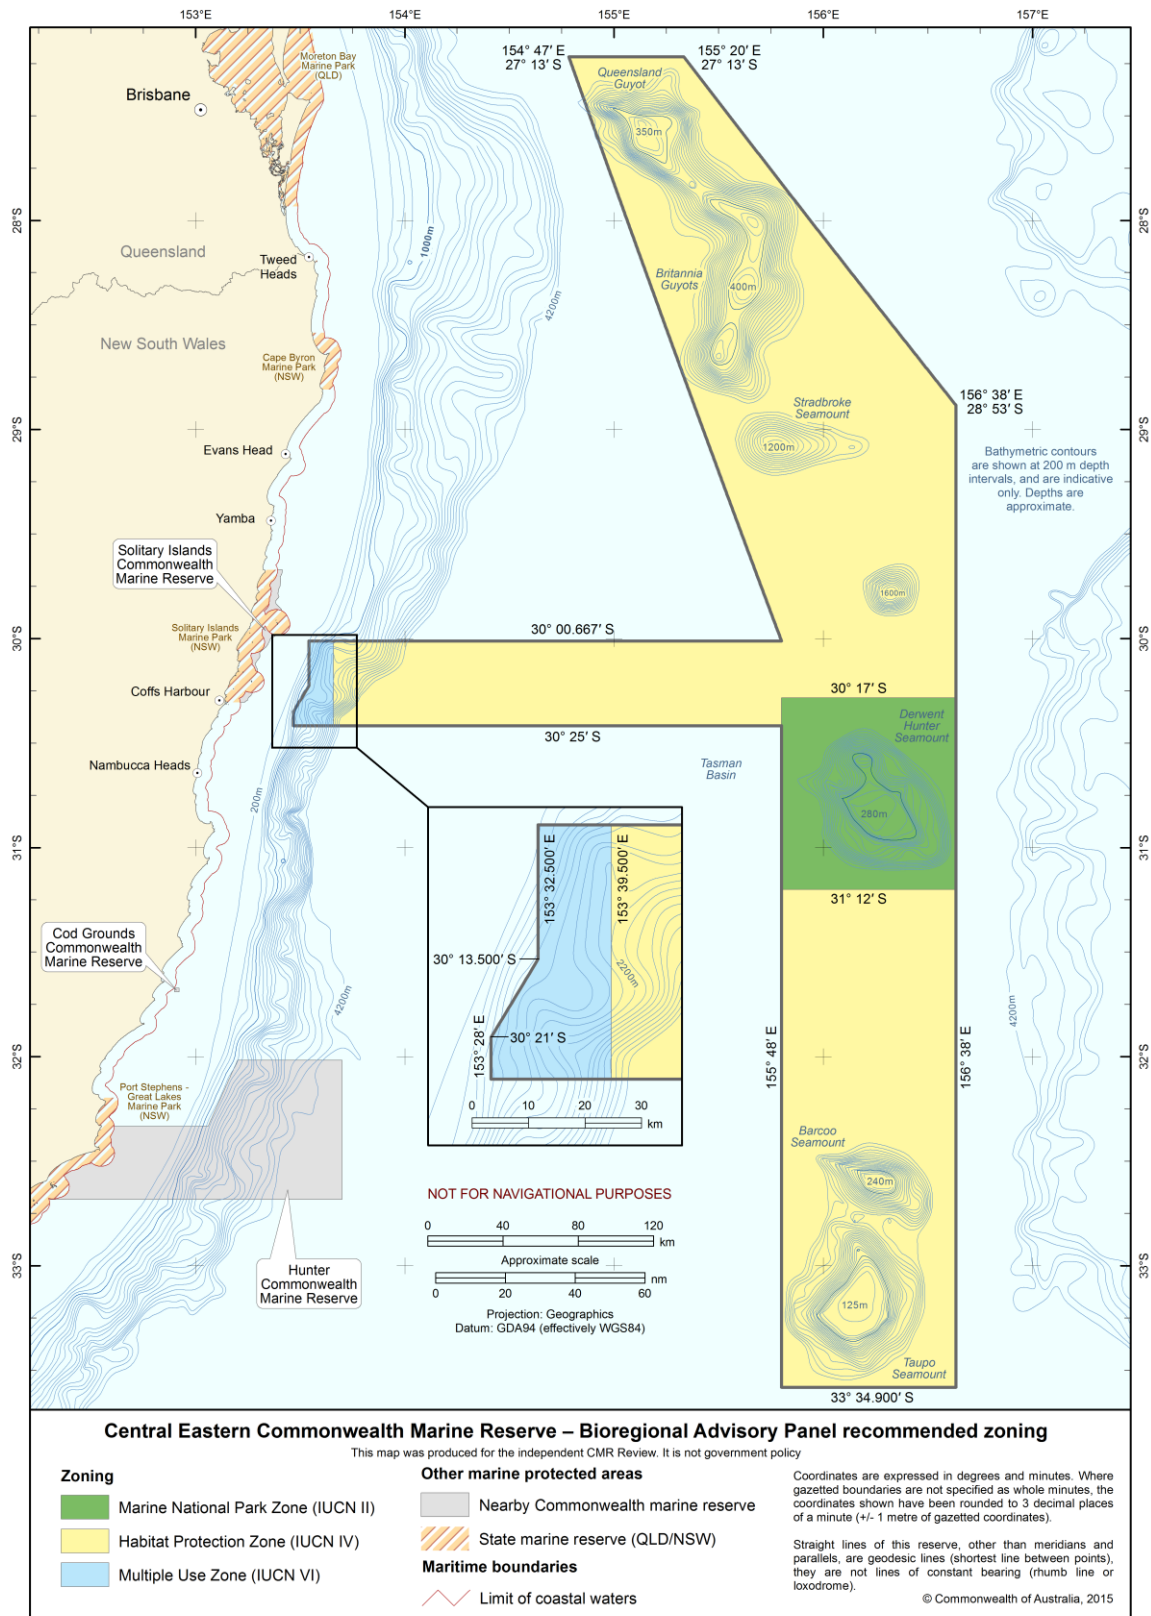 153°E
154°E
155°E
156°E
157°E
154° 47′ E
27° 13′ S
155° 20′ E
27° 13′ S
Moreton Bay
Marine Park
(QLD)
Queensland
Guyot
Brisbane
350m
28°S
28°S
1000m
Queensland
Tweed
Heads
Britannia
Guyots
400m
4200m
New South Wales
Cape Byron
Marine Park
(NSW)
156° 38′ E
28° 53′ S
Stradbroke
Seamount
29°S
29°S
1200m
Evans Head
Bathymetric contours
are shown at 200 m depth
intervals, and are indicative
only. Depths are
approximate.
Yamba
Solitary Islands
Commonwealth
Marine Reserve
1600m
Solitary Islands
Marine Park
(NSW)
30° 00.667′ S
30°S
30°S
Coffs Harbour
30° 17′ S
Derwent
Hunter
Seamount
30° 25′ S
Tasman
Basin
Nambucca Heads
200m
280m
31°S
31°S
153° 32.500′ E
153° 39.500′ E
31° 12′ S
Cod Grounds
Commonwealth
Marine Reserve
30° 13.500′ S
2200m
4200m
4200m
30° 21′ S
153° 28′ E
155° 48′ E
156° 38′ E
32°S
32°S
Port Stephens -
Great Lakes
Marine Park
(NSW)
0 10 20 30
km
Barcoo
Seamount
240m
NOT FOR NAVIGATIONAL PURPOSES
0 40 80 120
km
Approximate scale
0 20 40 60
nm
Projection: Geographics
Datum: GDA94 (effectively WGS84)
33°S
33°S
Hunter
Commonwealth
Marine Reserve
125m
Taupo
Seamount
33° 34.900′ S
Central Eastern Commonwealth Marine Reserve – Bioregional Advisory Panel recommended zoning
This map was produced for the independent CMR Review. It is not government policy
Zoning
Marine National Park Zone (IUCN II)
Habitat Protection Zone (IUCN IV)
Multiple Use Zone (IUCN VI)
Other marine protected areas
Nearby Commonwealth marine reserve
State marine reserve (QLD/NSW)
Maritime boundaries
Limit of coastal waters
Coordinates are expressed in degrees and minutes. Where
gazetted boundaries are not specified as whole minutes, the
coordinates shown have been rounded to 3 decimal places
of a minute (+/- 1 metre of gazetted coordinates).
Straight lines of this reserve, other than meridians and
parallels, are geodesic lines (shortest line between points),
they are not lines of constant bearing (rhumb line or
loxodrome).
© Commonwealth of Australia, 2015